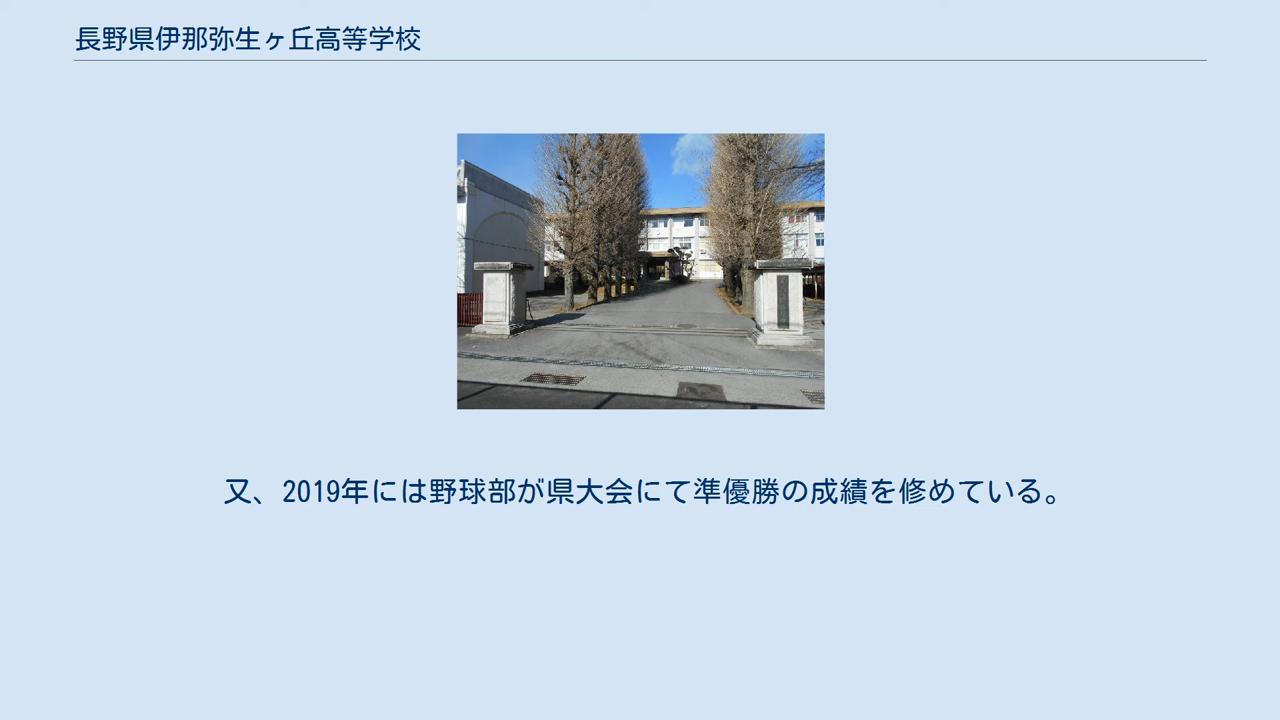 長野県伊那弥生ヶ丘高等学校
又、2019年には野球部が県大会にて準優勝の成績を修めている。